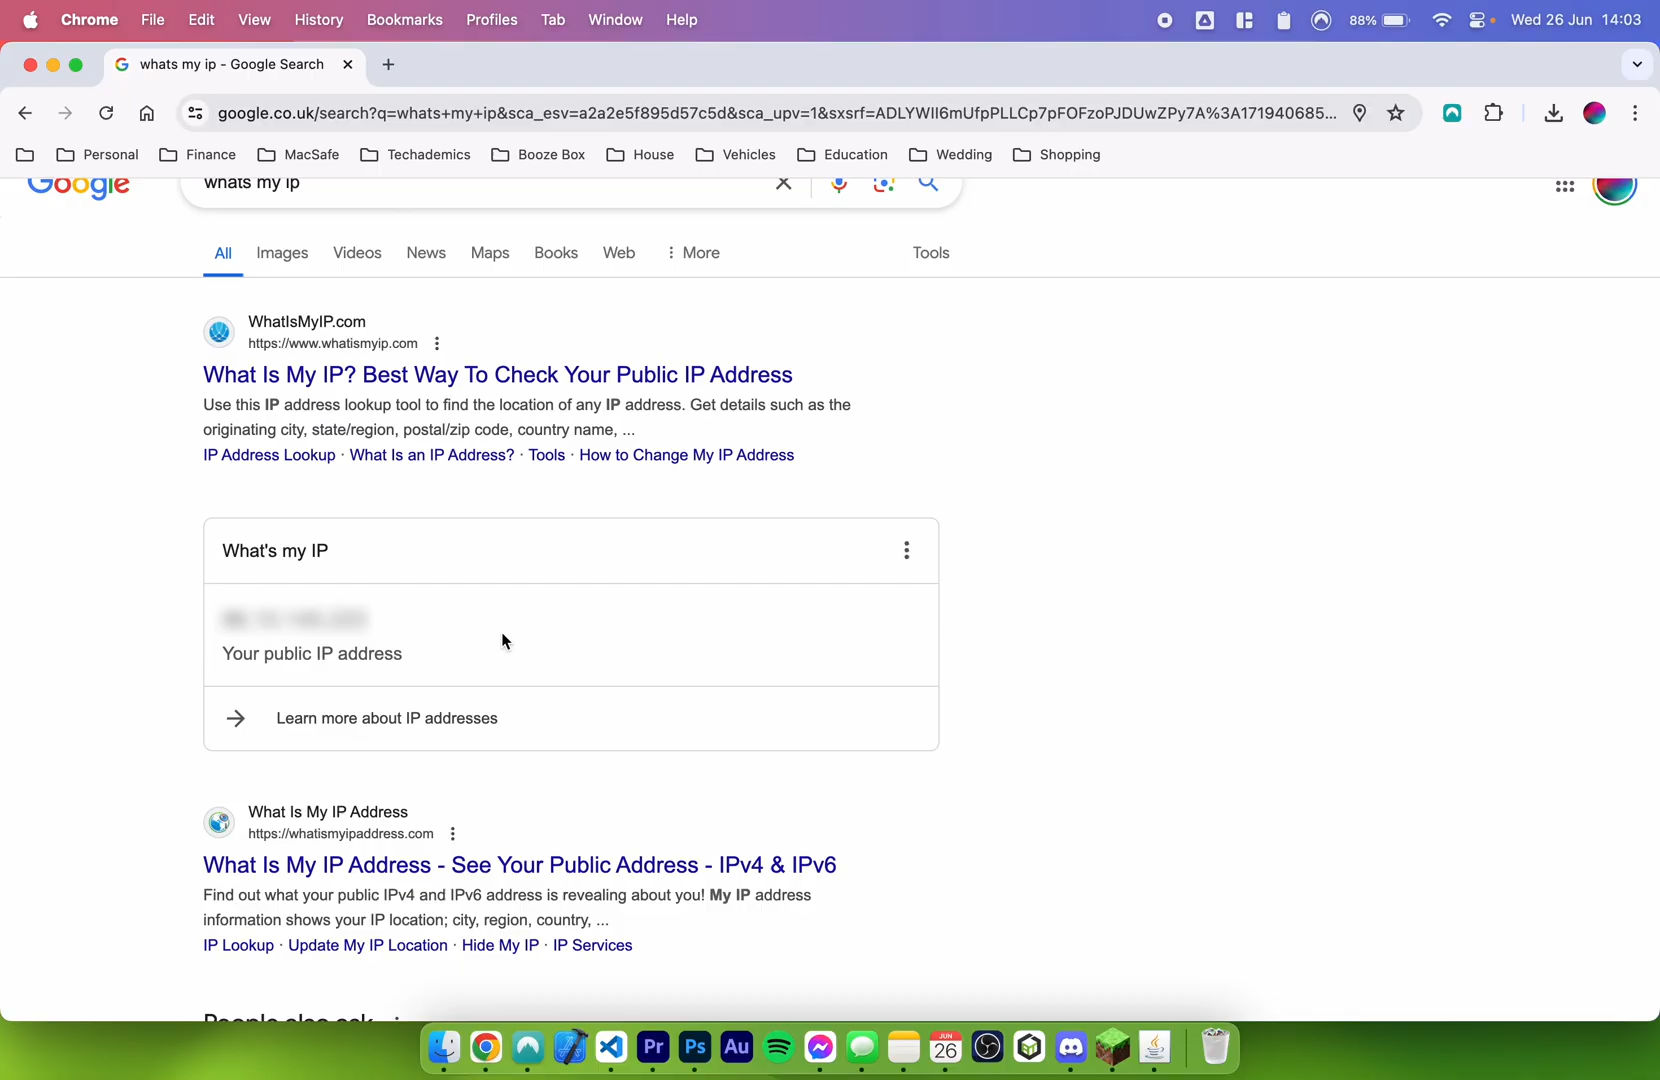 Chrome File Edit View History Bookmarks Profiles Tab Window Help 88% Wed 26 Jun 14:03
whats my ip - Google Search
google.co.uk/search?q=whats+my+ip&sca_esv=a2a2e5f895d57c5d&sca_upv=1&sxsrf=ADLYWII6mUfpPLLCp7pFOFzoPJDUwZPy7A%3A171940685...
Personal Finance MacSafe Techademics Booze Box House Vehicles Education Wedding Shopping
Google whats my ip
All Images Videos News Maps Books Web More Tools
WhatIsMyIP.com
https://www.whatismyip.com
What Is My IP? Best Way To Check Your Public IP Address
Use this IP address lookup tool to find the location of any IP address. Get details such as the
originating city, state/region, postal/zip code, country name, ...
IP Address Lookup · What Is an IP Address? · Tools · How to Change My IP Address
What's my IP
Your public IP address
Learn more about IP addresses
What Is My IP Address
https://whatismyipaddress.com
What Is My IP Address - See Your Public Address - IPv4 & IPv6
Find out what your public IPv4 and IPv6 address is revealing about you! My IP address
information shows your IP location; city, region, country, ...
IP Lookup · Update My IP Location · Hide My IP · IP Services
People also ask
Pr Ps Au JUN 26